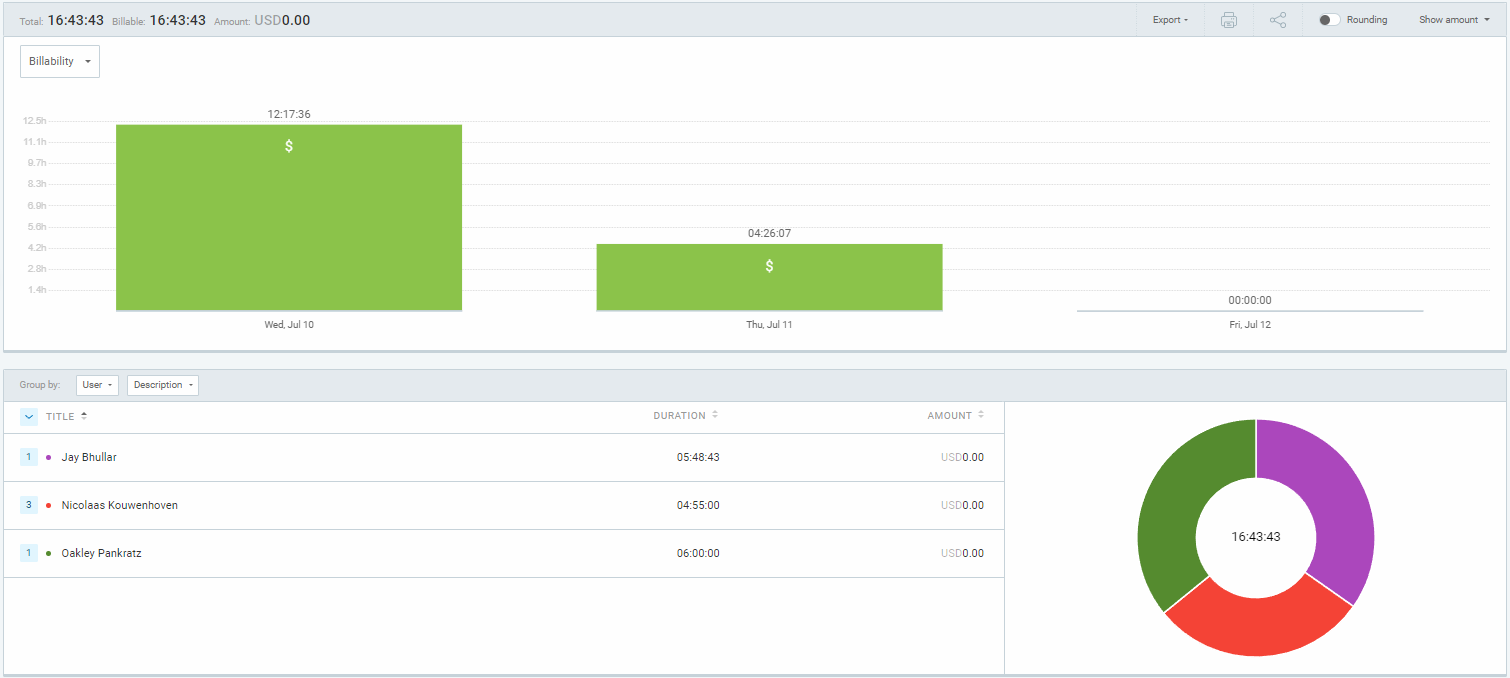 Total: 16:43:43 Billable: 16:43:43 Amount: USD0.00 Export Rounding Show amount
Billability
12:17:36
12.5h
11.1h
$
9.7h
8.3h
6.9h
5.6h
04:26:07
4.2h
2.8h
$
1.4h
00:00:00
Wed, Jul 10 Thu, Jul 11 Fri, Jul 12
Group by: User Description
TITLE DURATION AMOUNT
1 Jay Bhullar 05:48:43 USD0.00
3 Nicolaas Kouwenhoven 04:55:00 USD0.00
1 Oakley Pankratz 06:00:00 USD0.00
16:43:43